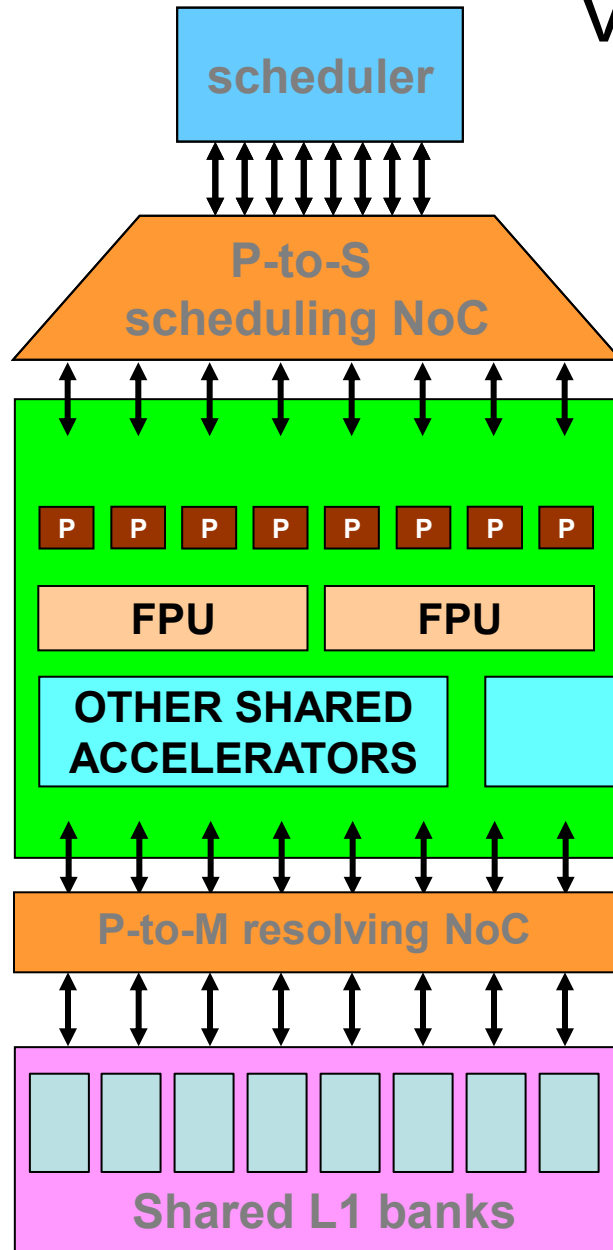 scheduler
P-to-S
scheduling NoC
P P P P P P P P
FPU FPU
OTHER SHARED
ACCELERATORS
P-to-M resolving NoC
Shared L1 banks